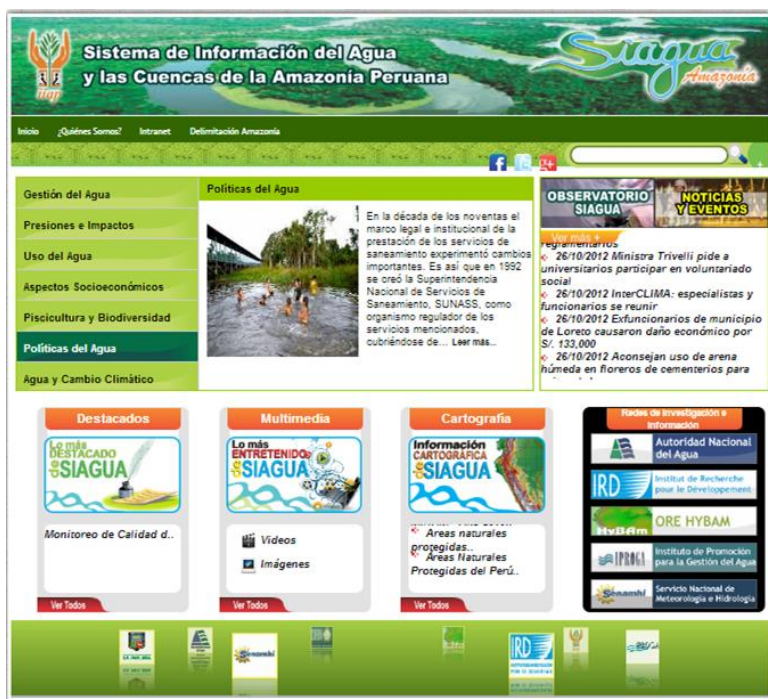 Sistema de Información del Agua
y las Cuencas de la Amazonía Peruana
iiap
Siagua
Amazonía
Inicio
¿Quiénes Somos?
Intranet
Delimitación Amazonía
Gestión del Agua
Presiones e Impactos
Uso del Agua
Aspectos Socioeconómicos
Piscicultura y Biodiversidad
Políticas del Agua
Agua y Cambio Climático
Políticas del Agua
En la década de los noventas el
marco legal e institucional de la
prestación de los servicios de
saneamiento experimentó cambios
importantes. Es así que en 1992
se creó la Superintendencia
Nacional de Servicios de
Saneamiento, SUNASS, como
organismo regulador de los
servicios mencionados,
cubriéndose de... Leer más..
OBSERVATORIO
SIAGUA
NOTICIAS
Y EVENTOS
Ver más +
reglamentarios
26/10/2012 Ministra Trivelli pide a
universitarios participar en voluntariado
social
26/10/2012 InterCLIMA: especialistas y
funcionarios se reunir
26/10/2012 Exfuncionarios de municipio
de Loreto causaron daño económico por
S/. 133,000
26/10/2012 Aconsejan uso de arena
húmeda en floreros de cementerios para
Destacados
Lo más
DESTACADO
de SIAGUA
Monitoreo de Calidad d..
Ver Todos
Multimedia
Lo más
ENTRETENIDO
de SIAGUA
Videos
Imágenes
Ver Todos
Cartografía
Información
CARTOGRÁFICA
de SIAGUA
Areas naturales
protegidas..
Áreas Naturales
Protegidas del Perú..
Ver Todos
Redes de Investigación e
Información
Autoridad Nacional
del Agua
IRD
Institut de Recherche
pour le Développement
HyBAm
ORE HYBAM
IPROGA
Instituto de Promoción
para la Gestión del Agua
Senamhi
Servicio Nacional de
Meteorología e Hidrología
Senamhi
IRD